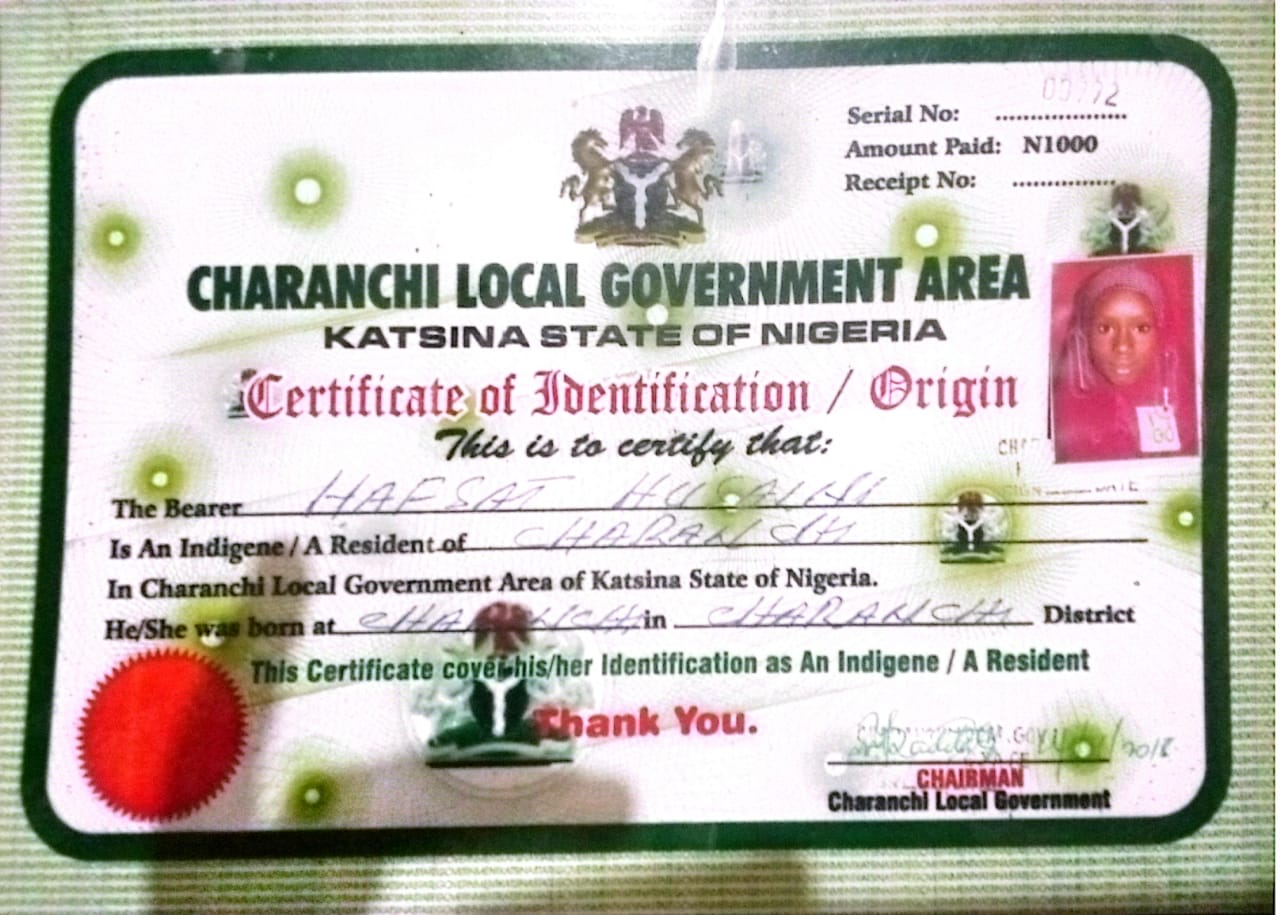 Serial No: ....................
Amount Paid: N1000
Receipt No: ................
CHARANCHI LOCAL GOVERNMENT AREA
KATSINA STATE OF NIGERIA
Certificate of Identification / Origin
This is to certify that:
The Bearer HAFSAT HUSAINI
Is An Indigene / A Resident of CHARANCHI
In Charanchi Local Government Area of Katsina State of Nigeria.
He/She was born at CHARANCHI in CHARANCHI District
This Certificate cover his/her Identification as An Indigene / A Resident
Thank You.
CHAIRMAN
Charanchi Local Government